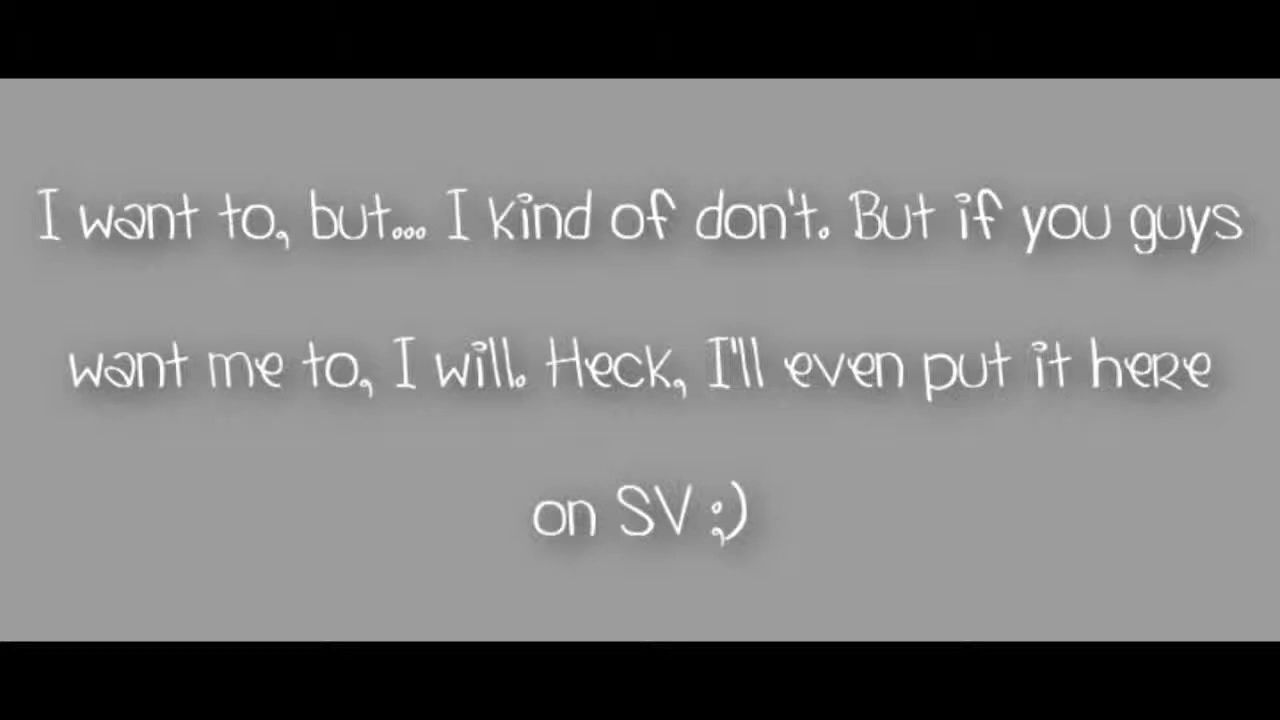 I want to, but... I kind of don't. But if you guys
want me to, I will. Heck, I'll even put it here
on SV ;)